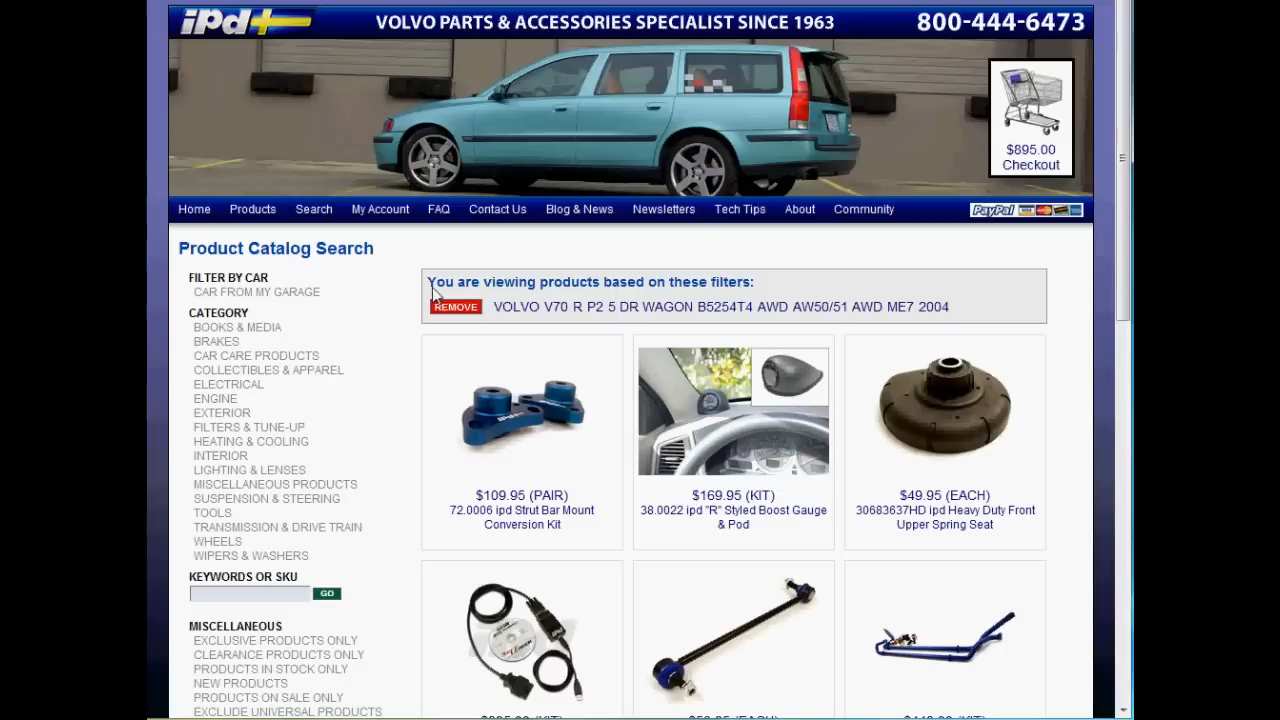 ipd
VOLVO PARTS & ACCESSORIES SPECIALIST SINCE 1963
800-444-6473
$895.00
Checkout
Home Products Search My Account FAQ Contact Us Blog & News Newsletters Tech Tips About Community PayPal
Product Catalog Search
FILTER BY CAR
CAR FROM MY GARAGE
CATEGORY
BOOKS & MEDIA
BRAKES
CAR CARE PRODUCTS
COLLECTIBLES & APPAREL
ELECTRICAL
ENGINE
EXTERIOR
FILTERS & TUNE-UP
HEATING & COOLING
INTERIOR
LIGHTING & LENSES
MISCELLANEOUS PRODUCTS
SUSPENSION & STEERING
TOOLS
TRANSMISSION & DRIVE TRAIN
WHEELS
WIPERS & WASHERS
KEYWORDS OR SKU
GO
MISCELLANEOUS
EXCLUSIVE PRODUCTS ONLY
CLEARANCE PRODUCTS ONLY
PRODUCTS IN STOCK ONLY
NEW PRODUCTS
PRODUCTS ON SALE ONLY
EXCLUDE UNIVERSAL PRODUCTS
You are viewing products based on these filters:
REMOVE VOLVO V70 R P2 5 DR WAGON B5254T4 AWD AW50/51 AWD ME7 2004
$109.95 (PAIR)
72.0006 ipd Strut Bar Mount
Conversion Kit
$169.95 (KIT)
38.0022 ipd "R" Styled Boost Gauge
& Pod
$49.95 (EACH)
30683637HD ipd Heavy Duty Front
Upper Spring Seat